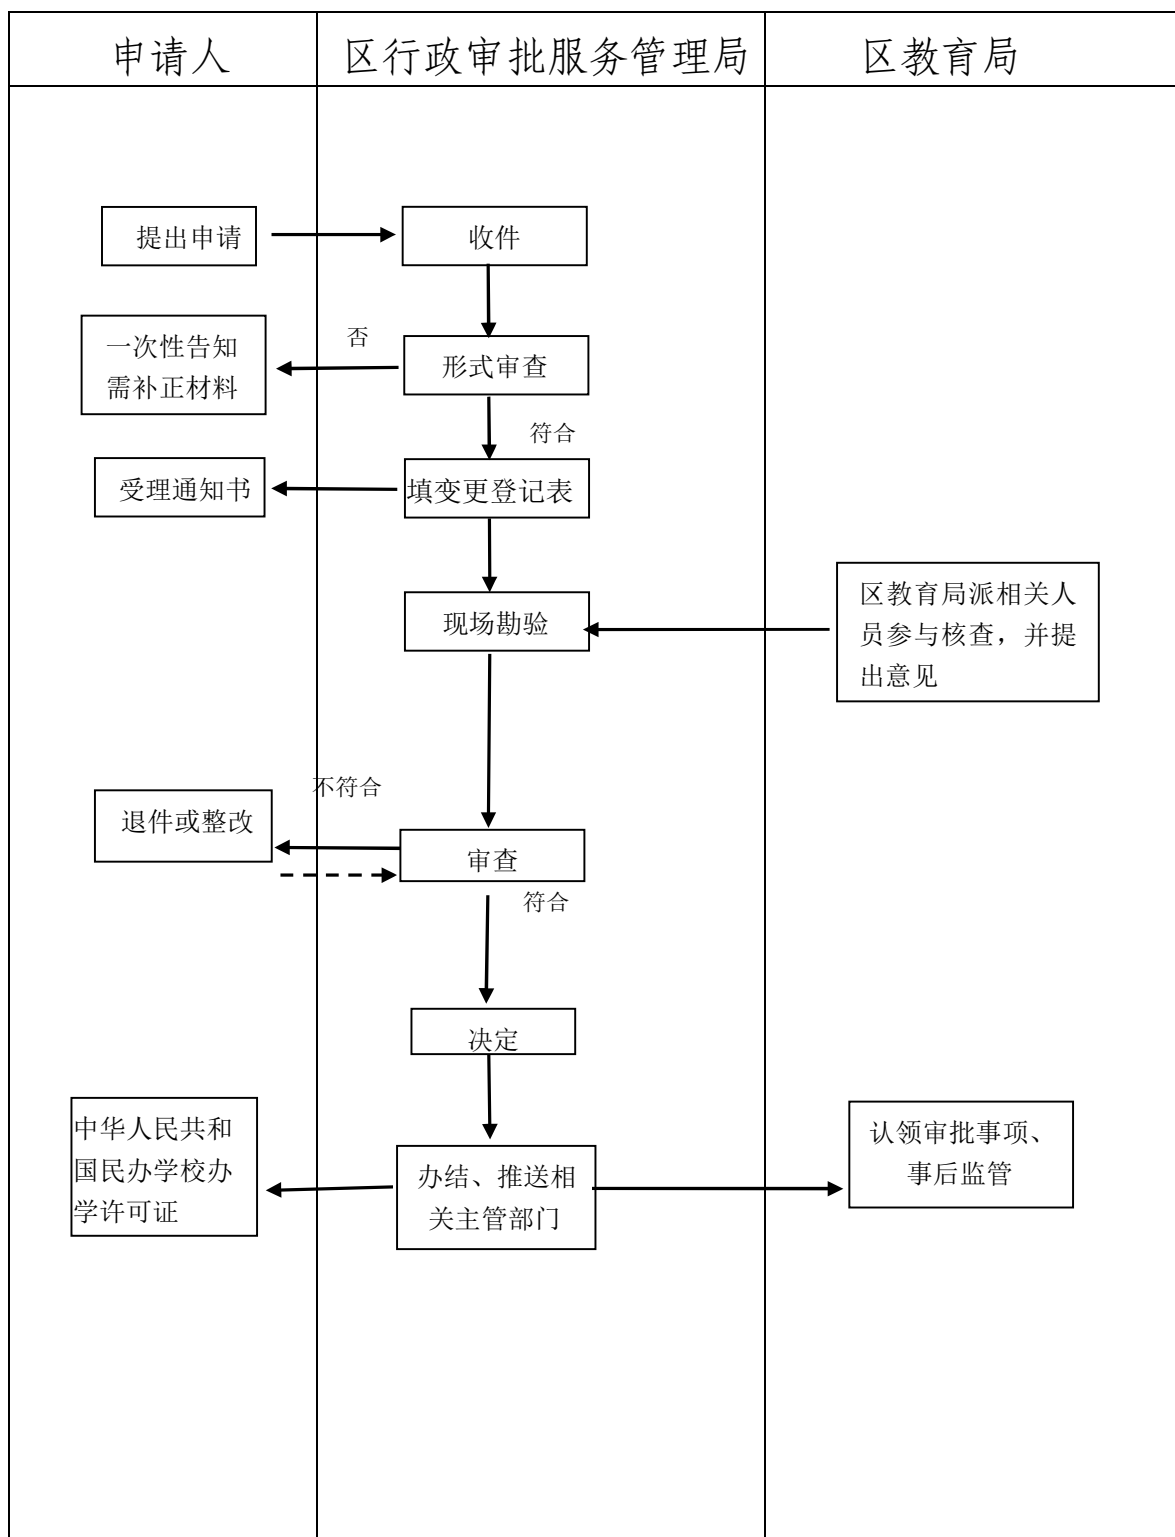 申请人
区行政审批服务管理局
区教育局
提出申请
收件
一次性告知
需补正材料
否
形式审查
符合
受理通知书
填变更登记表
现场勘验
区教育局派相关人
员参与核查，并提
出意见
不符合
退件或整改
审查
符合
决定
中华人民共和
国民办学校办
学许可证
办结、推送相
关主管部门
认领审批事项、
事后监管